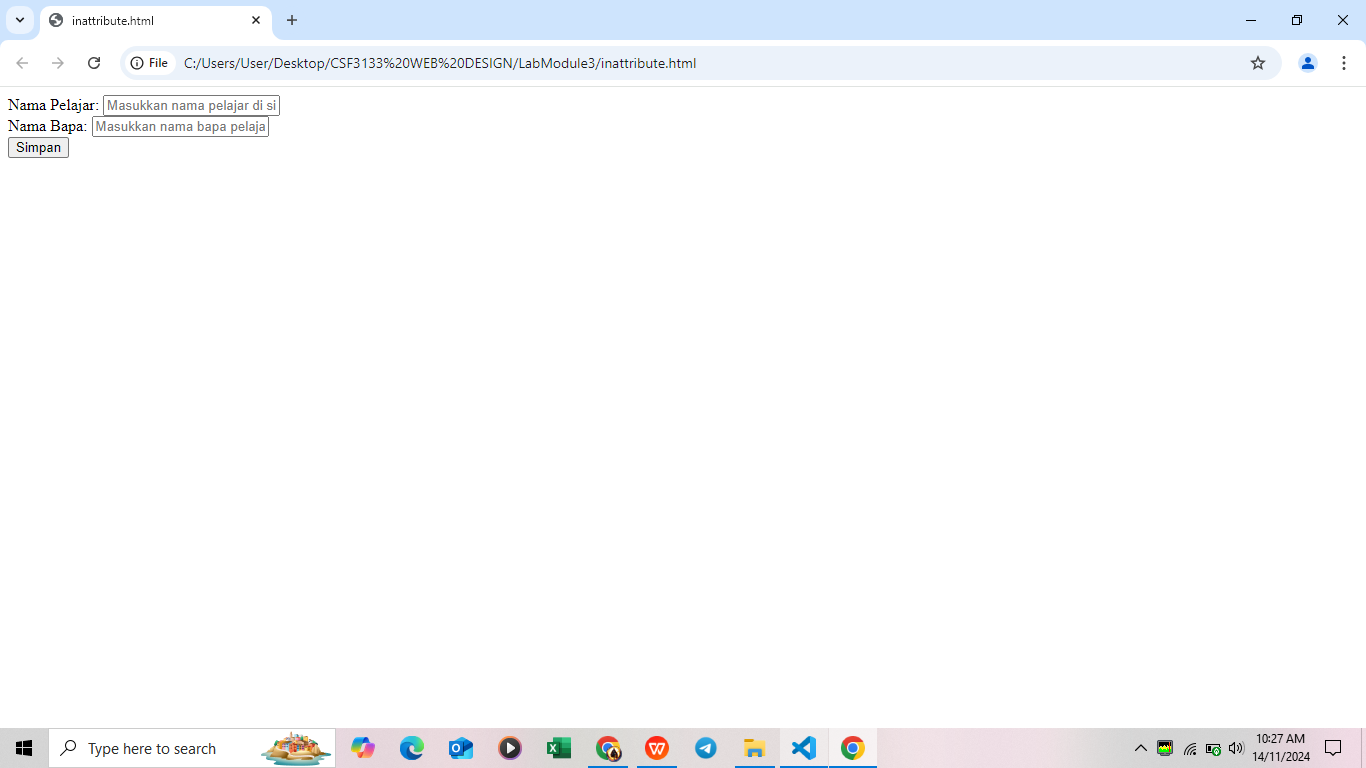 inattribute.html
File C:/Users/User/Desktop/CSF3133%20WEB%20DESIGN/LabModule3/inattribute.html
Nama Pelajar: Masukkan nama pelajar di si
Nama Bapa: Masukkan nama bapa pelaja
Simpan
Type here to search
10:27 AM
14/11/2024